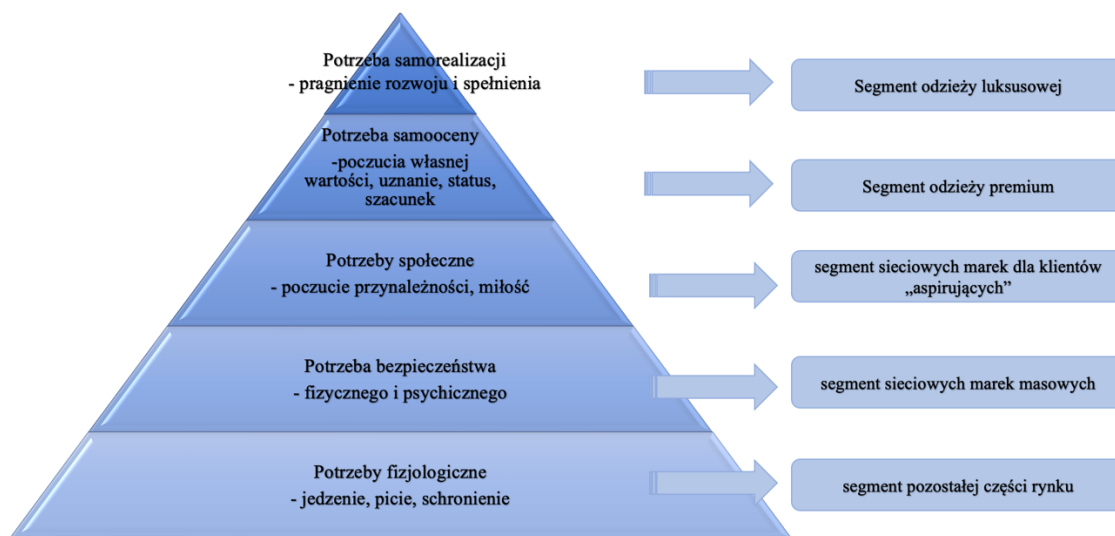 Potrzeba samorealizacji
- pragnienie rozwoju i spełnienia
Segment odzieży luksusowej
Potrzeba samooceny
-poczucia własnej
wartości, uznanie, status,
szacunek
Segment odzieży premium
Potrzeby społeczne
- poczucie przynależności, miłość
segment sieciowych marek dla klientów
„aspirujących”
Potrzeba bezpieczeństwa
- fizycznego i psychicznego
segment sieciowych marek masowych
Potrzeby fizjologiczne
- jedzenie, picie, schronienie
segment pozostałej części rynku